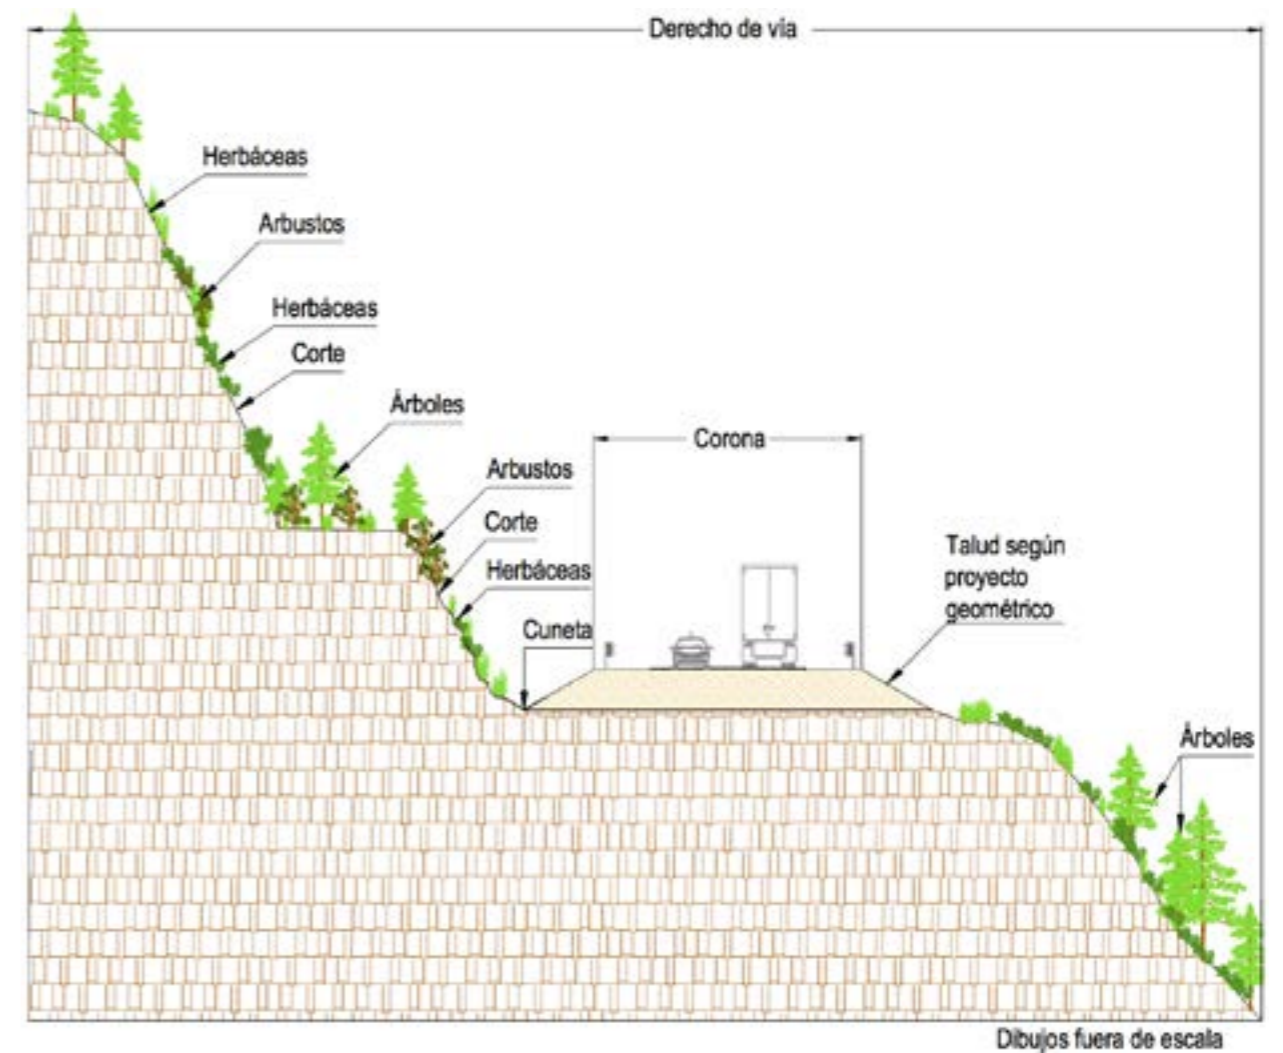 Derecho de vía
Herbáceas
Arbustos
Herbáceas
Corte
Árboles
Corona
Arbustos
Corte
Herbáceas
Cuneta
Talud según
proyecto
geométrico
Árboles
Dibujos fuera de escala